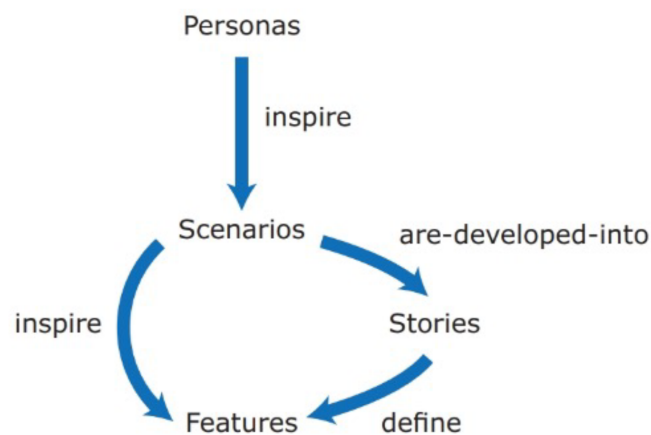 Personas
inspire
Scenarios
are-developed-into
inspire
Stories
Features
define